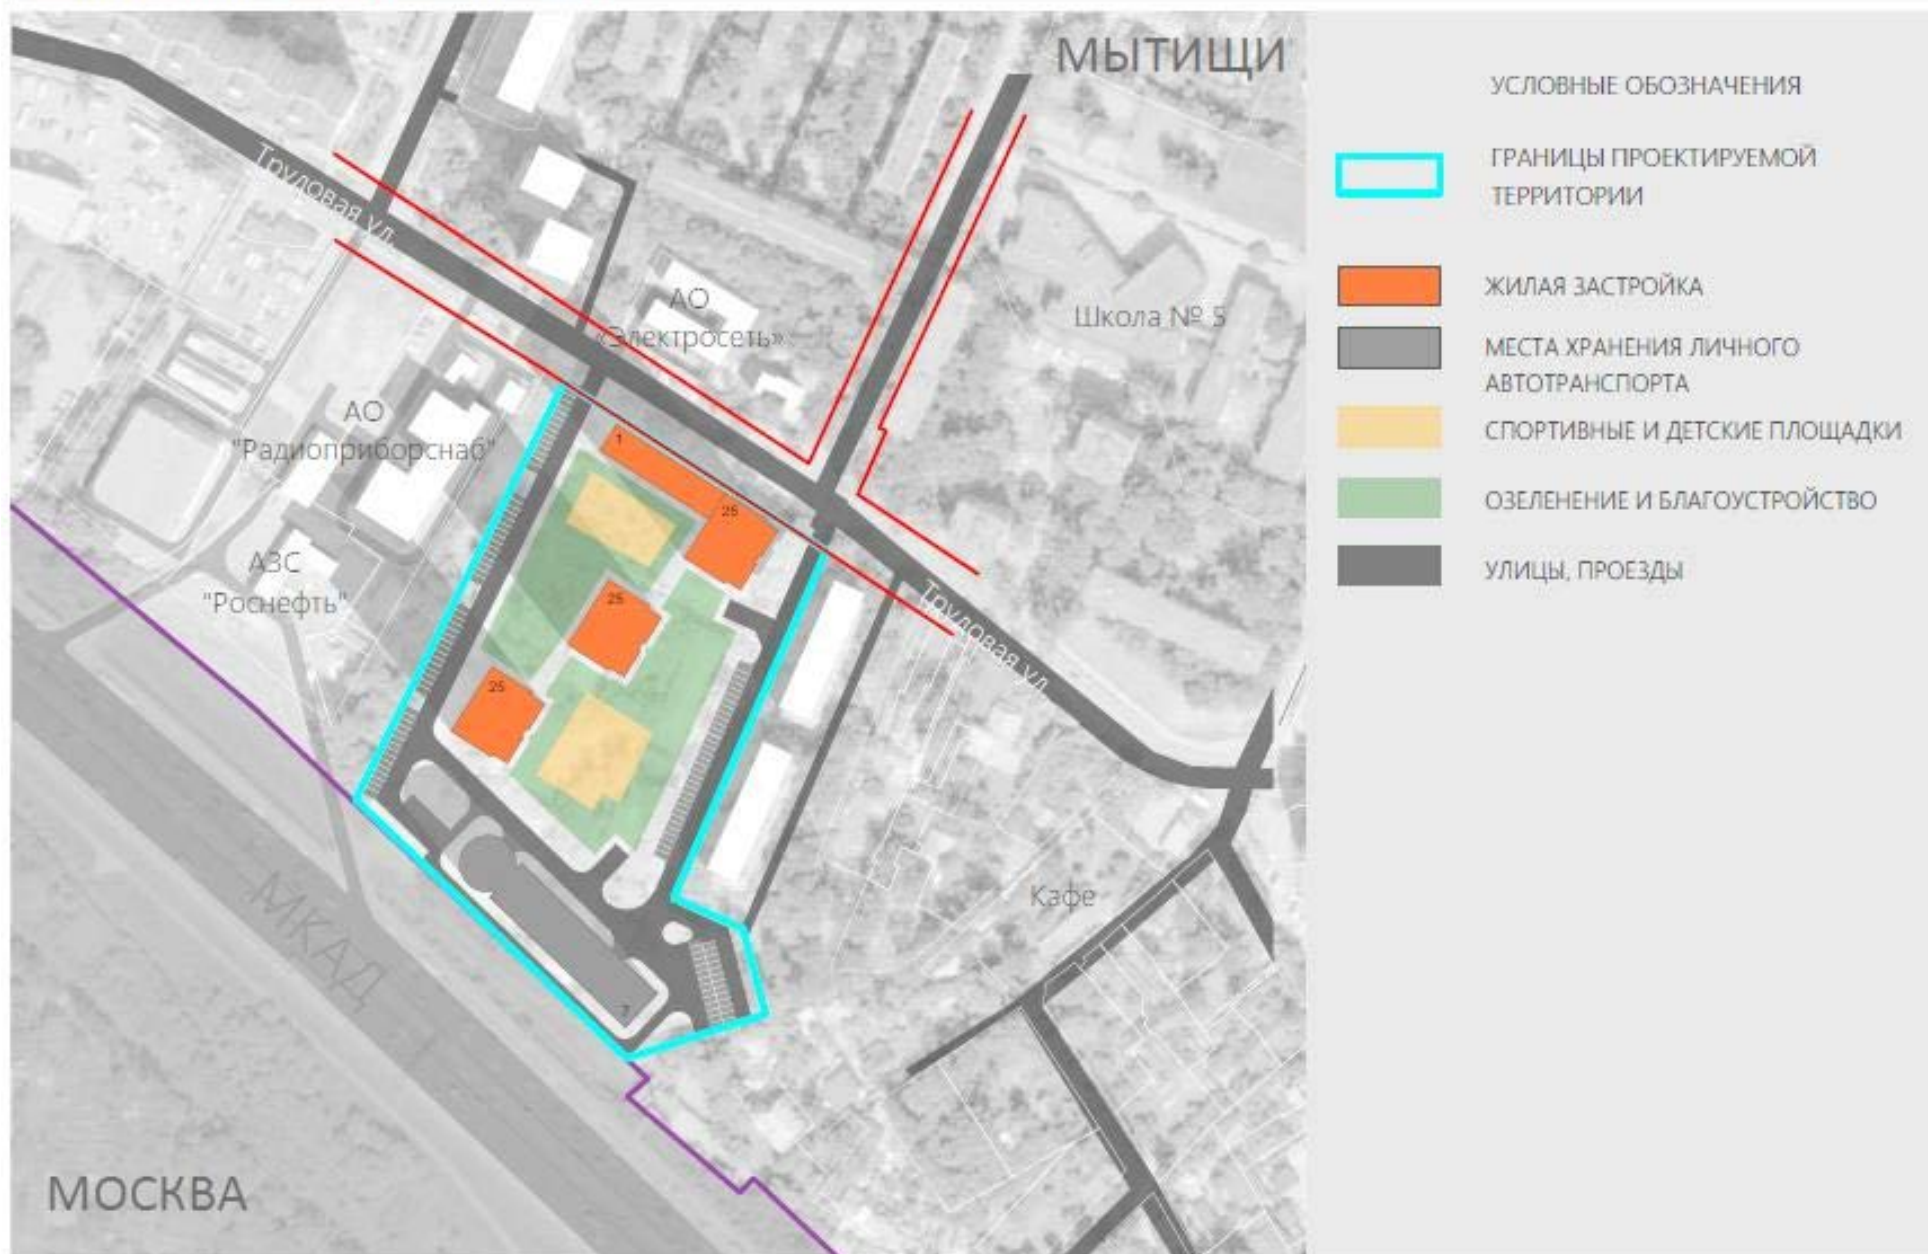 МЫТИЩИ
Трудовая ул.
АО
«Электросеть»
Школа № 5
АО
"Радиоприборснаб"
1
25
АЗС
"Роснефть"
25
Трудовая ул.
25
Кафе
МКАД
7
МОСКВА
УСЛОВНЫЕ ОБОЗНАЧЕНИЯ
ГРАНИЦЫ ПРОЕКТИРУЕМОЙ
ТЕРРИТОРИИ
ЖИЛАЯ ЗАСТРОЙКА
МЕСТА ХРАНЕНИЯ ЛИЧНОГО
АВТОТРАНСПОРТА
СПОРТИВНЫЕ И ДЕТСКИЕ ПЛОЩАДКИ
ОЗЕЛЕНЕНИЕ И БЛАГОУСТРОЙСТВО
УЛИЦЫ, ПРОЕЗДЫ